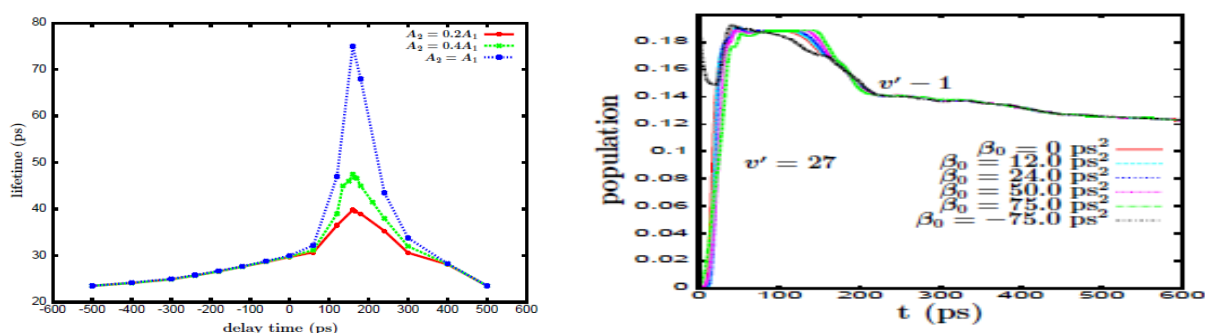 80
70
60
50
40
30
20
lifetime (ps)
A₂ = 0.2A₁
A₂ = 0.4A₁
A₂ = A₁
-600 -500 -400 -300 -200 -100 0 100 200 300 400 500 600
delay time (ps)
0.18
0.16
0.14
0.12
0.1
0.08
0.06
0.04
0.02
0
population
v′ − 1
v′ = 27
β₀ = 0 ps²
β₀ = 12.0 ps²
β₀ = 24.0 ps²
β₀ = 50.0 ps²
β₀ = 75.0 ps²
β₀ = −75.0 ps²
0 100 200 300 400 500 600
t (ps)